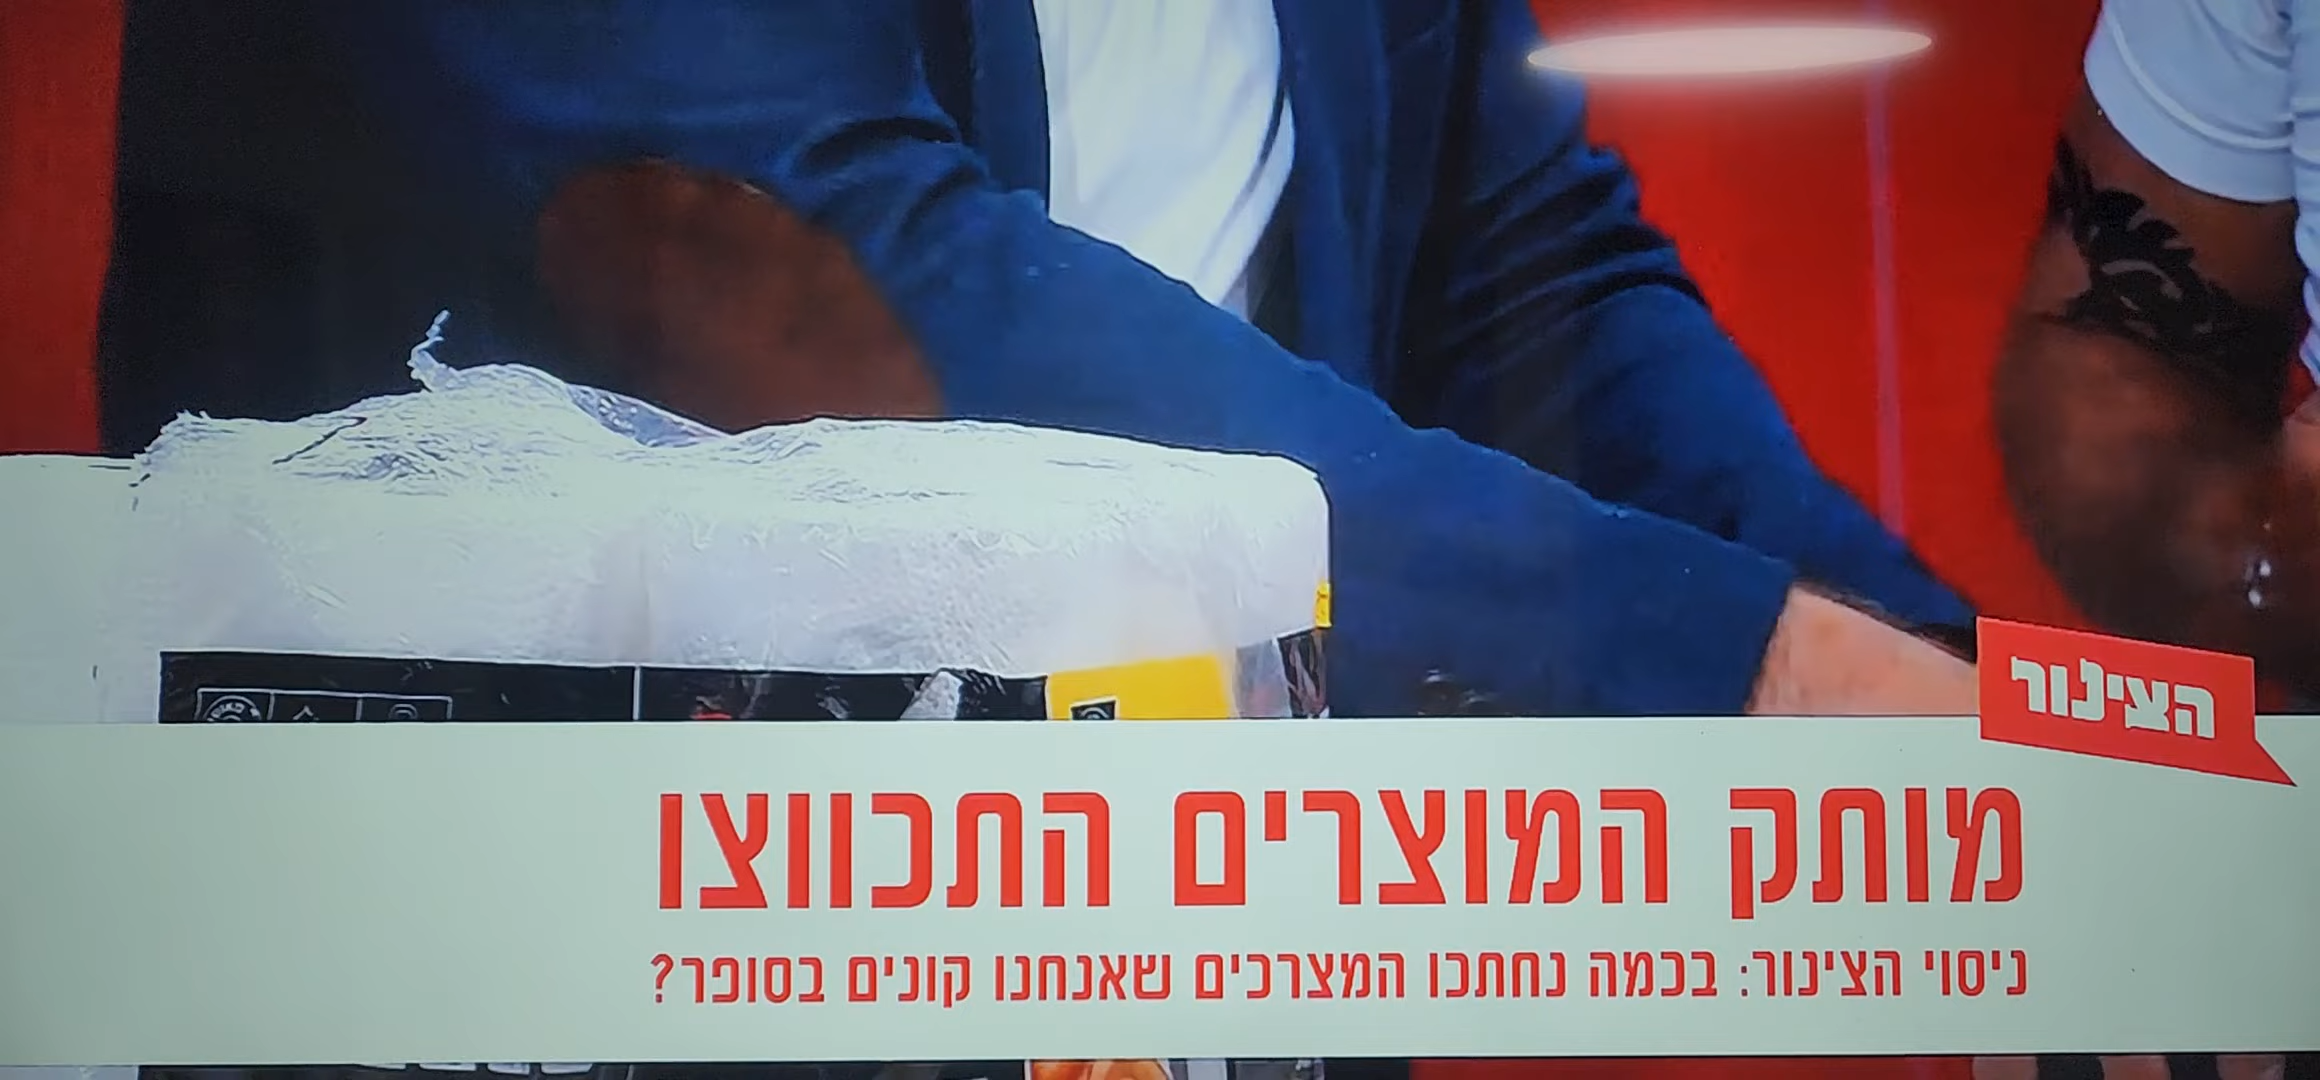 הצינור
מותק המוצרים התכווצו
ניסוי הצינור: בכמה נחתכו המצרכים שאנחנו קונים בסופר?